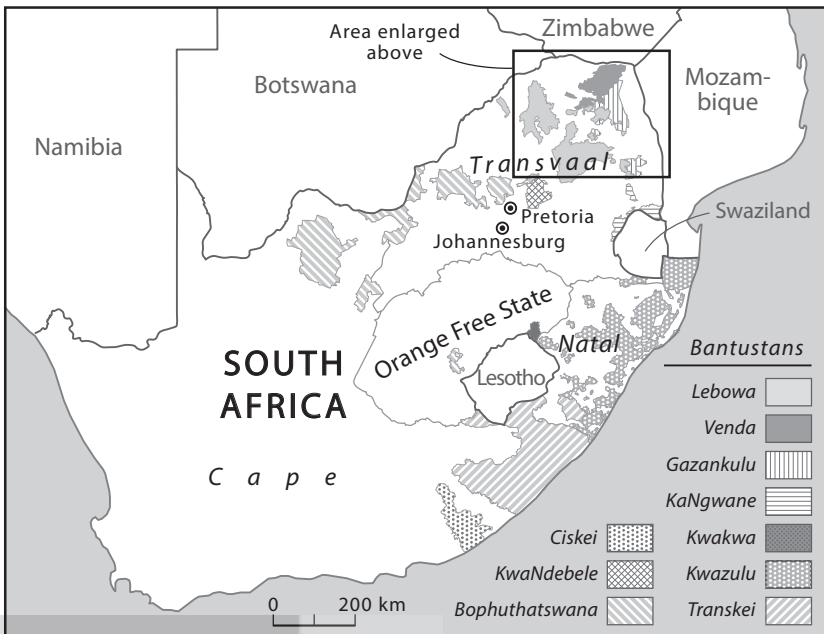 Area enlarged
above
Zimbabwe
Botswana
Mozam-
bique
Namibia
Transvaal
Pretoria
Swaziland
Johannesburg
Orange Free State
Natal
SOUTH
AFRICA
Lesotho
Cape
Bantustans
Lebowa
Venda
Gazankulu
KaNgwane
Ciskei
Kwakwa
KwaNdebele
Kwazulu
Bophuthatswana
Transkei
0 200 km